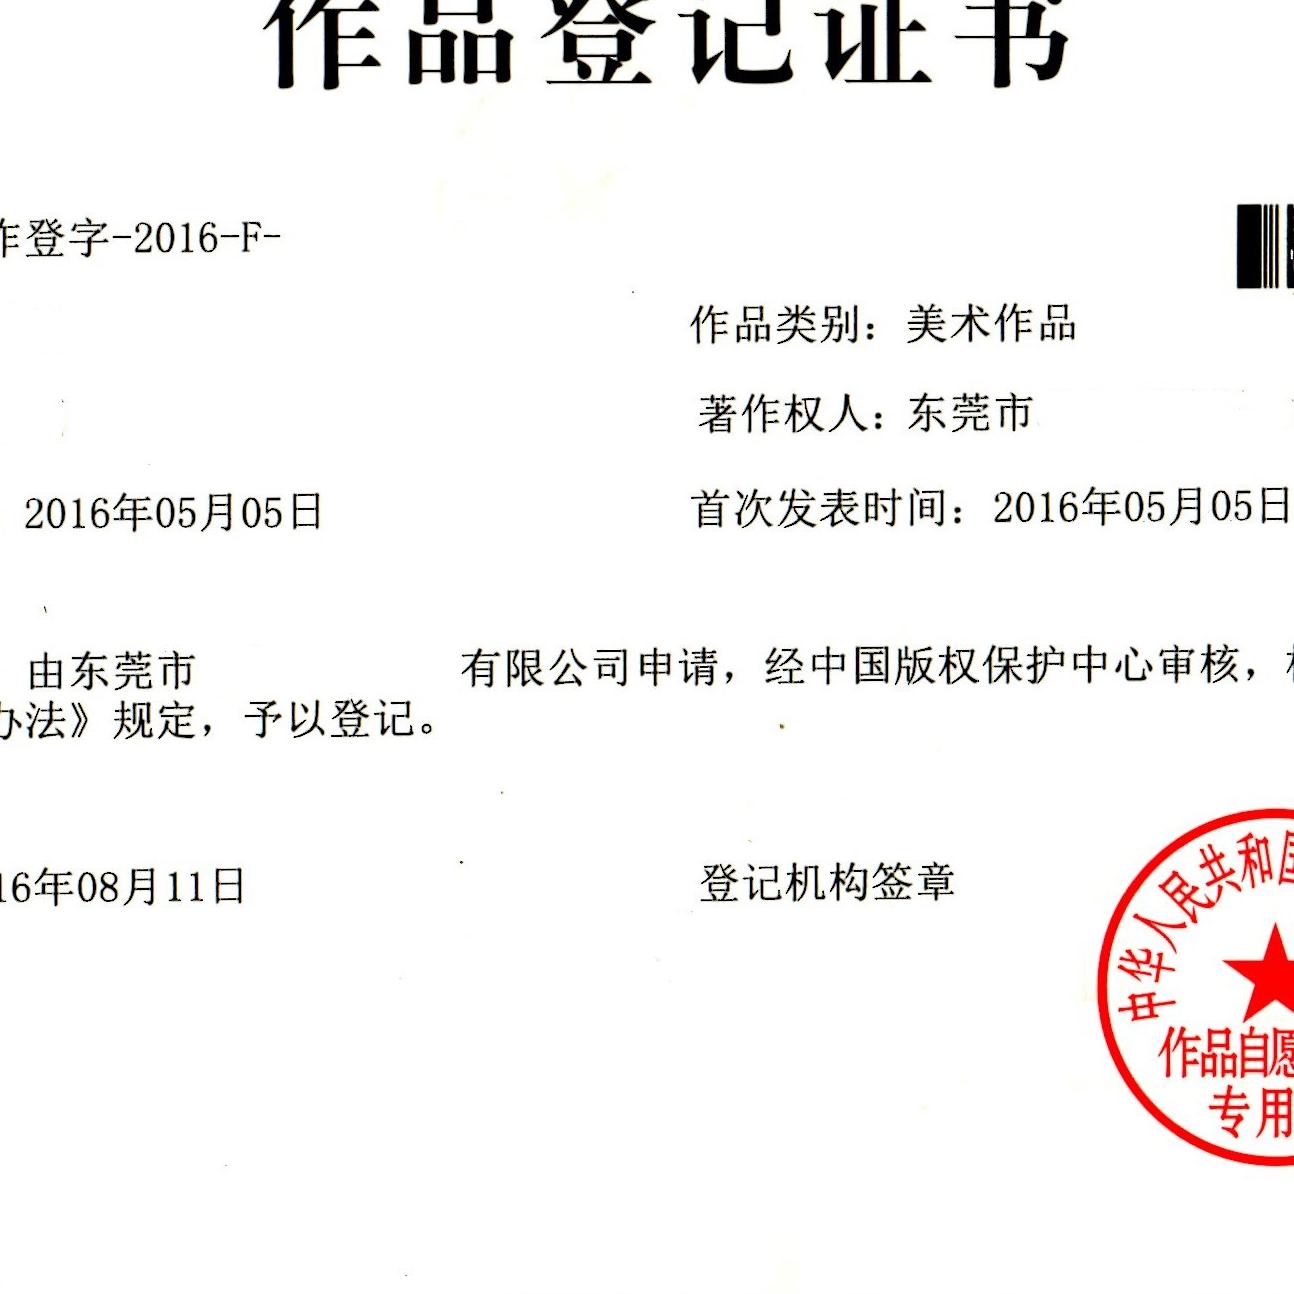 作品登记证书
作登字-2016-F-
作品类别：美术作品
著作权人：东莞市
2016年05月05日
首次发表时间：2016年05月05日
由东莞市 有限公司申请，经中国版权保护中心审核，
办法》规定，予以登记。
16年08月11日
登记机构签章
中华人民共和国
作品自愿
专用